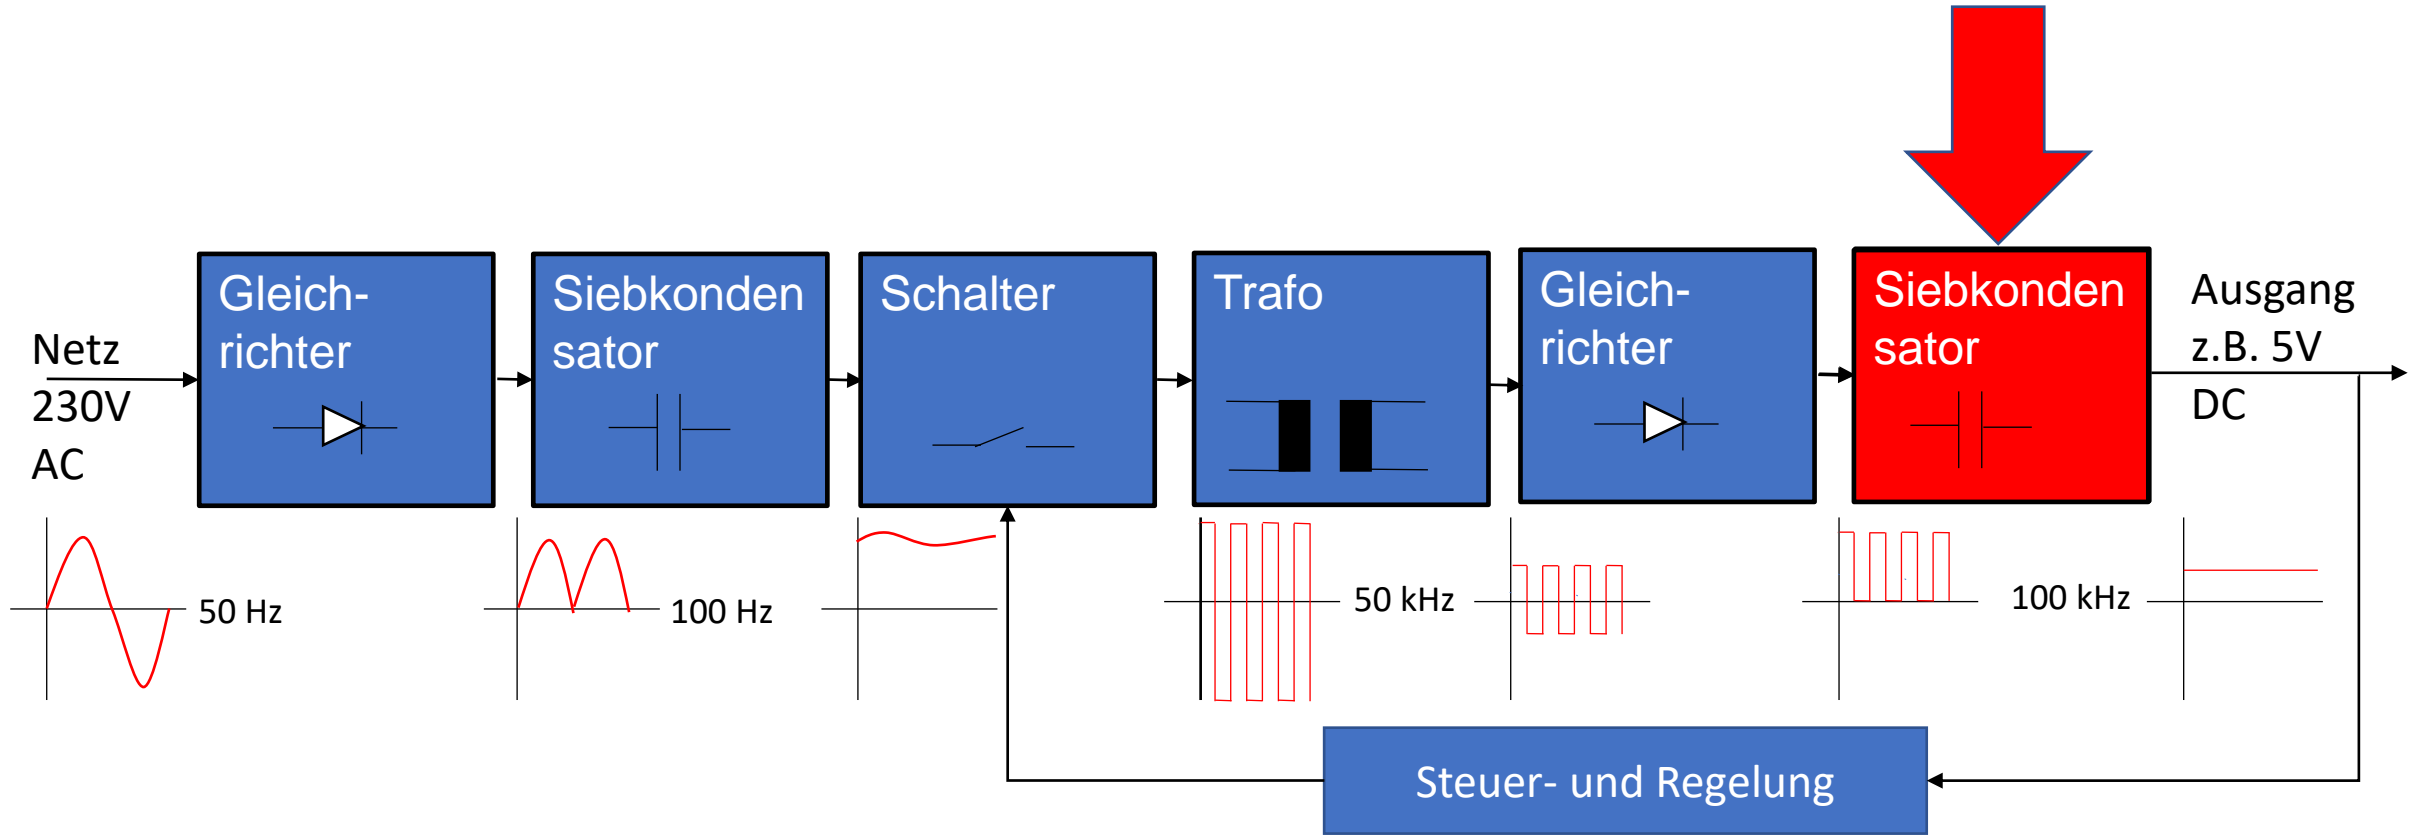 Netz
230V
AC
Gleich-
richter
Siebkonden
sator
Schalter
Trafo
Gleich-
richter
Siebkonden
sator
Ausgang
z.B. 5V
DC
50 Hz
100 Hz
50 kHz
100 kHz
Steuer- und Regelung